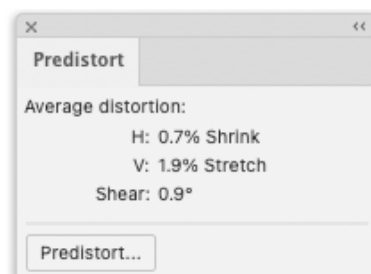 Predistort
Average distortion:
H: 0.7% Shrink
V: 1.9% Stretch
Shear: 0.9°
Predistort...